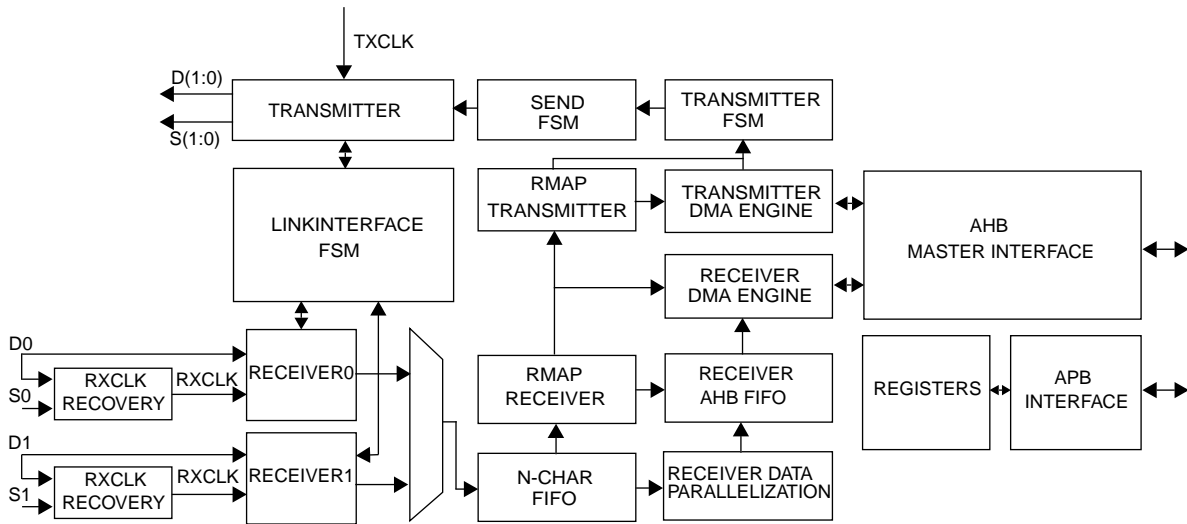 TXCLK
D(1:0)
S(1:0)
TRANSMITTER
SEND
FSM
TRANSMITTER
FSM
LINKINTERFACE
FSM
RMAP
TRANSMITTER
TRANSMITTER
DMA ENGINE
AHB
MASTER INTERFACE
RECEIVER
DMA ENGINE
D0
S0
RXCLK
RECOVERY
RXCLK
RECEIVER0
RMAP
RECEIVER
RECEIVER
AHB FIFO
REGISTERS
APB
INTERFACE
D1
S1
RXCLK
RECOVERY
RXCLK
RECEIVER1
N-CHAR
FIFO
RECEIVER DATA
PARALLELIZATION